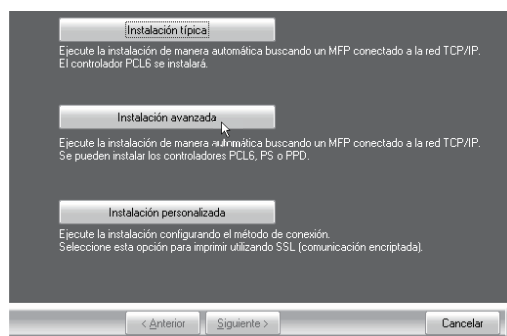 Instalación típica
Ejecute la instalación de manera automática buscando un MFP conectado a la red TCP/IP.
El controlador PCL6 se instalará.
Instalación avanzada
Ejecute la instalación de manera automática buscando un MFP conectado a la red TCP/IP.
Se pueden instalar los controladores PCL6, PS o PPD.
Instalación personalizada
Ejecute la instalación configurando el método de conexión.
Seleccione esta opción para imprimir utilizando SSL (comunicación encriptada).
< Anterior Siguiente > Cancelar